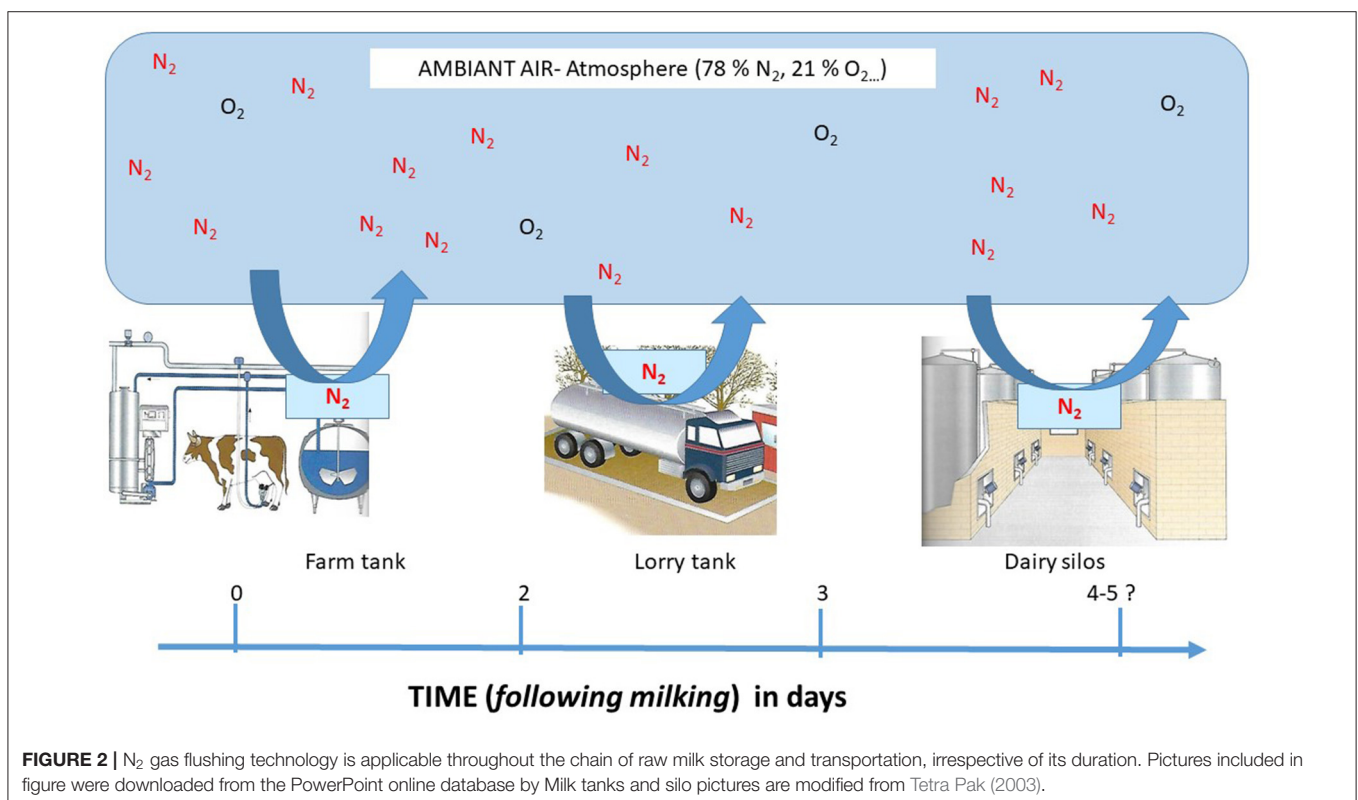 AMBIANT AIR- Atmosphere (78 % N₂, 21 % O₂...)
N₂
N₂
N₂
N₂
O₂
O₂
O₂
N₂
N₂
N₂
N₂
N₂
N₂
N₂
N₂
N₂
O₂
N₂
N₂
N₂
N₂
N₂
N₂
N₂
Farm tank
Lorry tank
Dairy silos
0
2
3
4-5 ?
TIME (following milking) in days
FIGURE 2 | N₂ gas flushing technology is applicable throughout the chain of raw milk storage and transportation, irrespective of its duration. Pictures included in
figure were downloaded from the PowerPoint online database by Milk tanks and silo pictures are modified from Tetra Pak (2003).